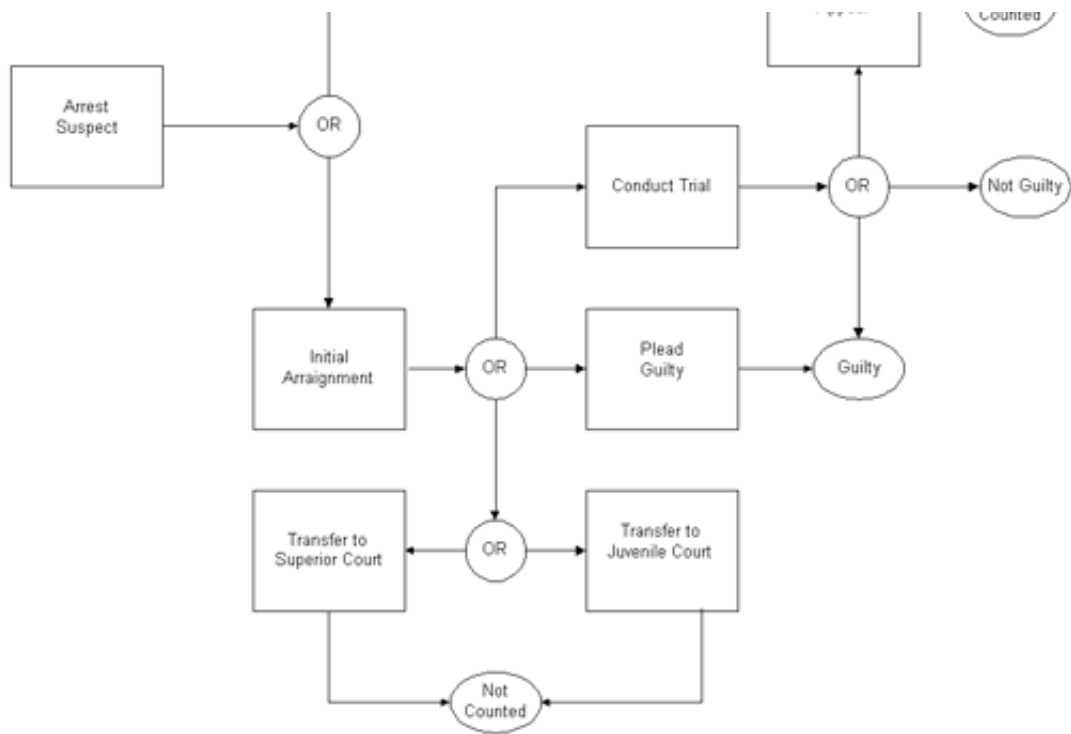 Counted
Arrest
Suspect
OR
Conduct Trial
OR
Not Guilty
Initial
Arraignment
OR
Plead
Guilty
Guilty
Transfer to
Superior Court
OR
Transfer to
Juvenile Court
Not
Counted